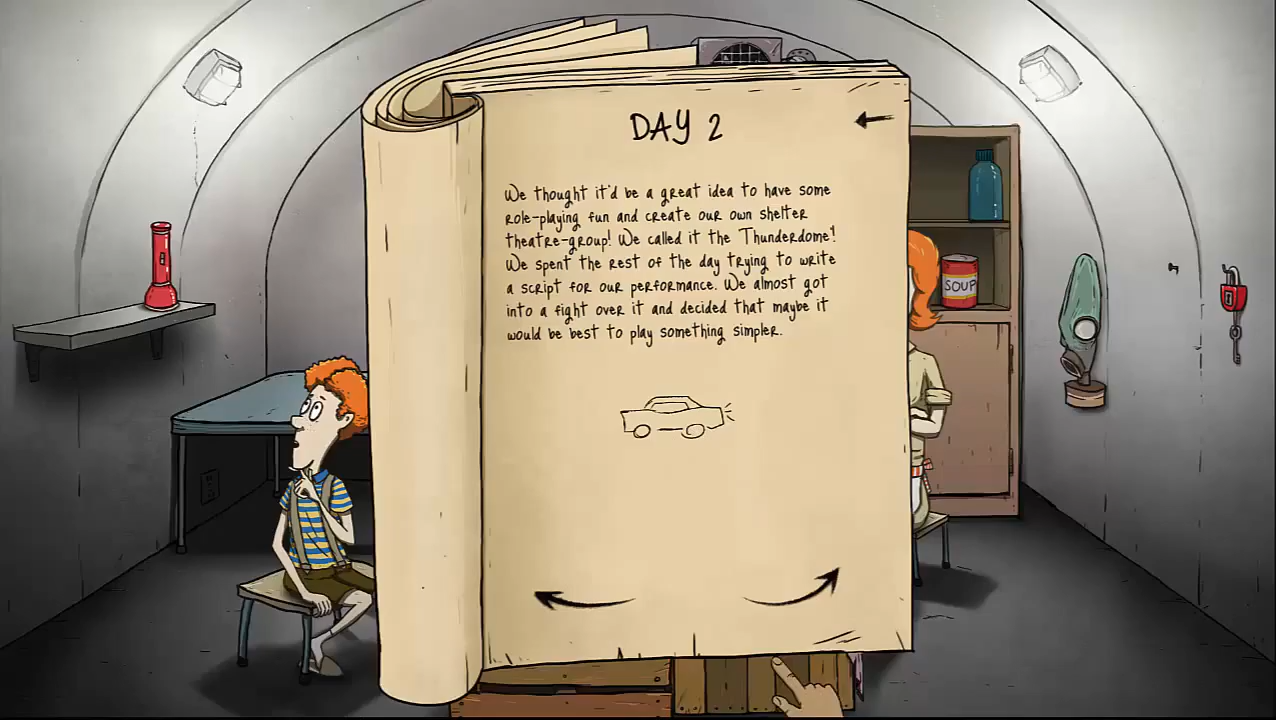 DAY 2
We thought it'd be a great idea to have some
role-playing fun and create our own shelter
theatre-group! We called it the Thunderdome!
We spent the rest of the day trying to write
a script for our performance. We almost got
into a fight over it and decided that maybe it
would be best to play something simpler.
SOUP